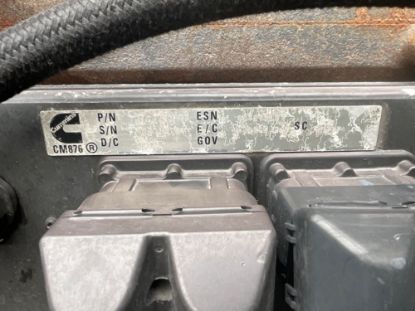 P/N ESN
S/N E/C SC
CM876 ® D/C GOV